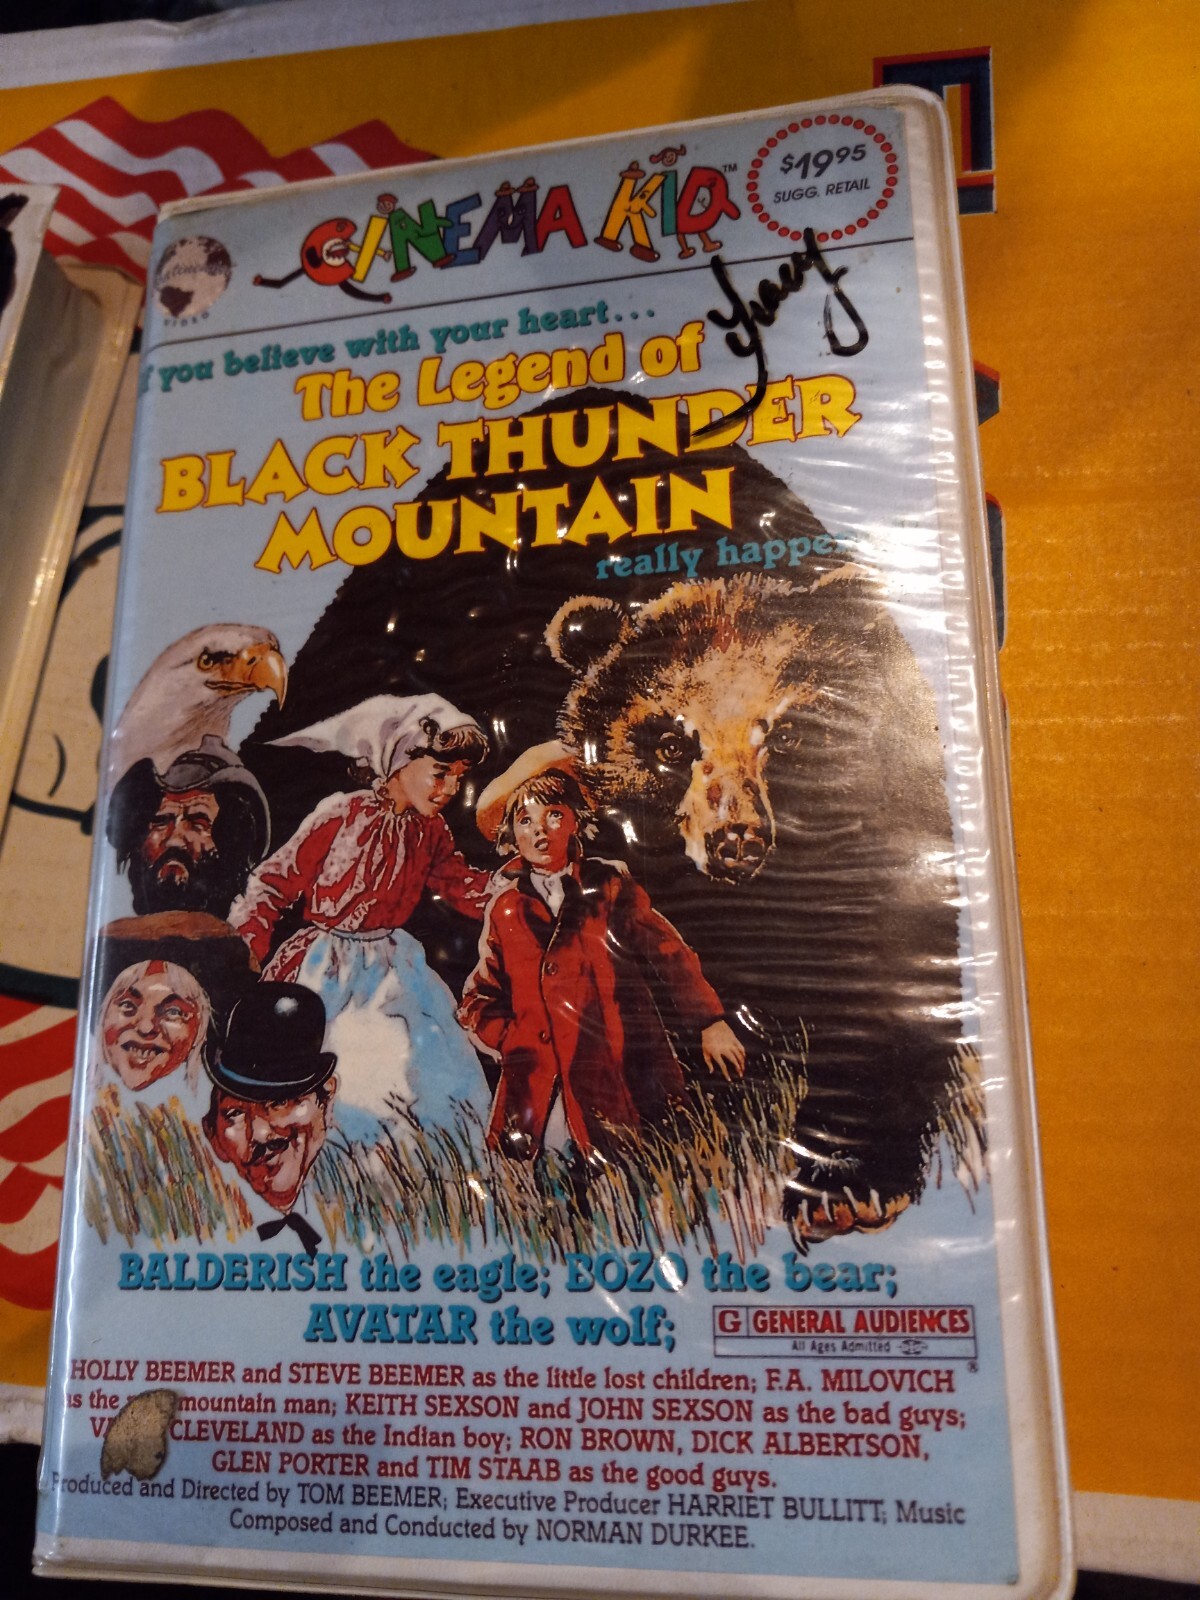 CINEMA KID™
$19.95
SUGG. RETAIL
VIDEO
Tracy
you believe with your heart...
The Legend of
BLACK THUNDER
MOUNTAIN
really
BALDERISH the eagle; BOZO the bear;
AVATAR the wolf;
G GENERAL AUDIENCES
All Ages Admitted
®
HOLLY BEEMER and STEVE BEEMER as the little lost children; F.A. MILOVICH
as the mountain man; KEITH SEXSON and JOHN SEXSON as the bad guys;
CLEVELAND as the Indian boy; RON BROWN, DICK ALBERTSON,
GLEN PORTER and TIM STAAB as the good guys.
Produced and Directed by TOM BEEMER; Executive Producer HARRIET BULLITT; Music
Composed and Conducted by NORMAN DURKEE.